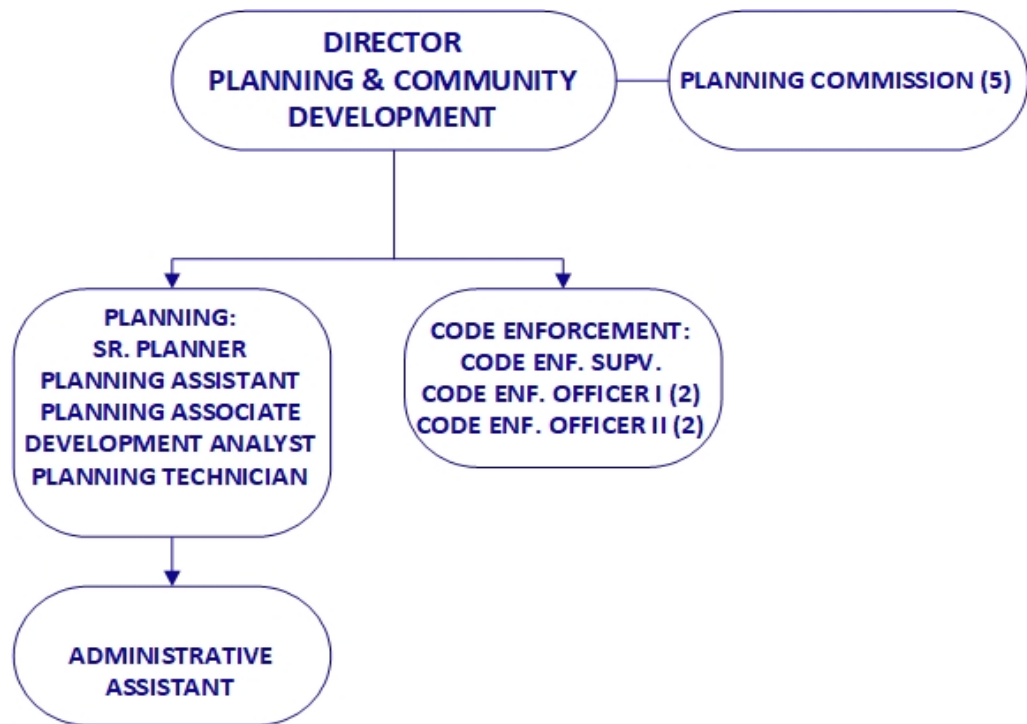 DIRECTOR
PLANNING & COMMUNITY
DEVELOPMENT
PLANNING COMMISSION (5)
PLANNING:
SR. PLANNER
PLANNING ASSISTANT
PLANNING ASSOCIATE
DEVELOPMENT ANALYST
PLANNING TECHNICIAN
CODE ENFORCEMENT:
CODE ENF. SUPV.
CODE ENF. OFFICER I (2)
CODE ENF. OFFICER II (2)
ADMINISTRATIVE
ASSISTANT